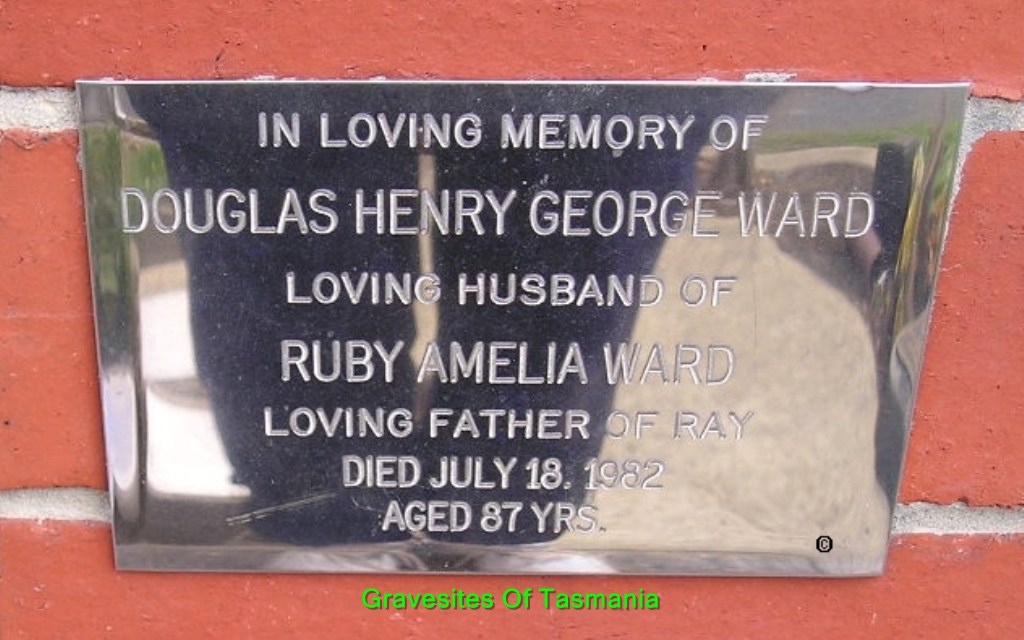 IN LOVING MEMORY OF
DOUGLAS HENRY GEORGE WARD
LOVING HUSBAND OF
RUBY AMELIA WARD
LOVING FATHER OF RAY
DIED JULY 18. 1982
AGED 87 YRS.
©
Gravesites Of Tasmania